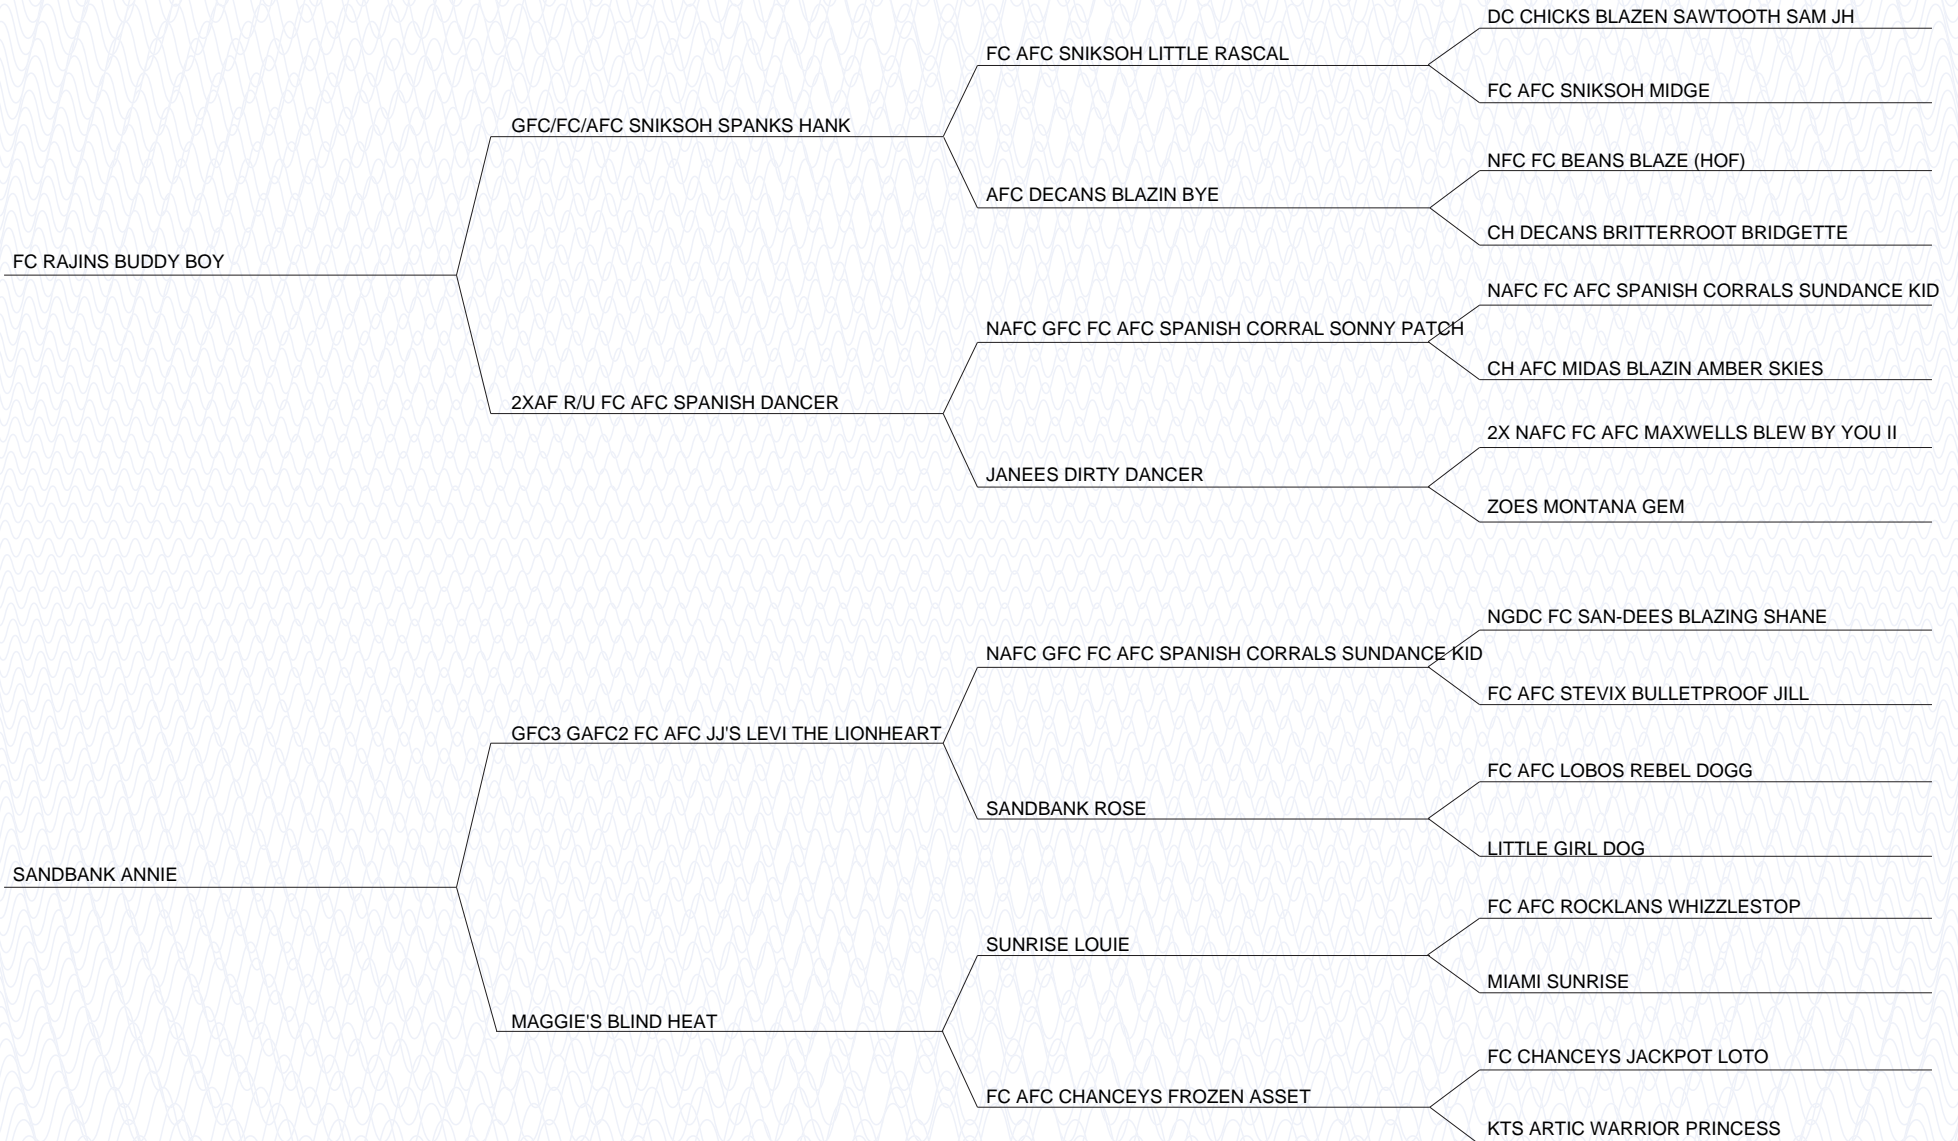 DC CHICKS BLAZEN SAWTOOTH SAM JH
FC AFC SNIKSOH LITTLE RASCAL
FC AFC SNIKSOH MIDGE
GFC/FC/AFC SNIKSOH SPANKS HANK
NFC FC BEANS BLAZE (HOF)
AFC DECANS BLAZIN BYE
CH DECANS BRITTERROOT BRIDGETTE
FC RAJINS BUDDY BOY
NAFC FC AFC SPANISH CORRALS SUNDANCE KID
NAFC GFC FC AFC SPANISH CORRAL SONNY PATCH
CH AFC MIDAS BLAZIN AMBER SKIES
2XAF R/U FC AFC SPANISH DANCER
2X NAFC FC AFC MAXWELLS BLEW BY YOU II
JANEES DIRTY DANCER
ZOES MONTANA GEM
NGDC FC SAN-DEES BLAZING SHANE
NAFC GFC FC AFC SPANISH CORRALS SUNDANCE KID
FC AFC STEVIX BULLETPROOF JILL
GFC3 GAFC2 FC AFC JJ'S LEVI THE LIONHEART
FC AFC LOBOS REBEL DOGG
SANDBANK ROSE
LITTLE GIRL DOG
SANDBANK ANNIE
FC AFC ROCKLANS WHIZZLESTOP
SUNRISE LOUIE
MIAMI SUNRISE
MAGGIE'S BLIND HEAT
FC CHANCEYS JACKPOT LOTO
FC AFC CHANCEYS FROZEN ASSET
KTS ARTIC WARRIOR PRINCESS